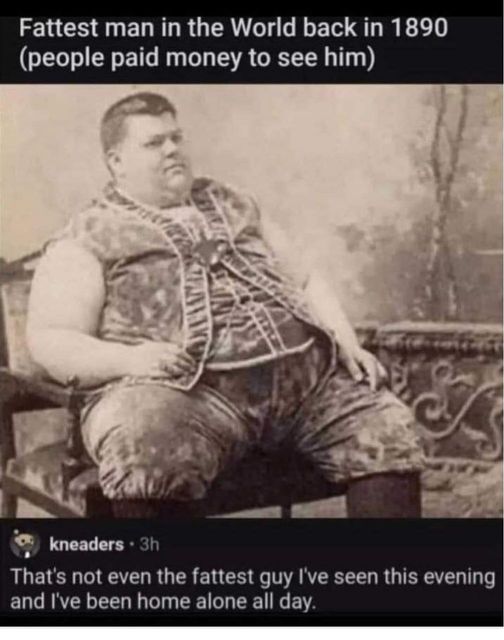 Fattest man in the World back in 1890
(people paid money to see him)
kneaders • 3h
That's not even the fattest guy I've seen this evening
and I've been home alone all day.